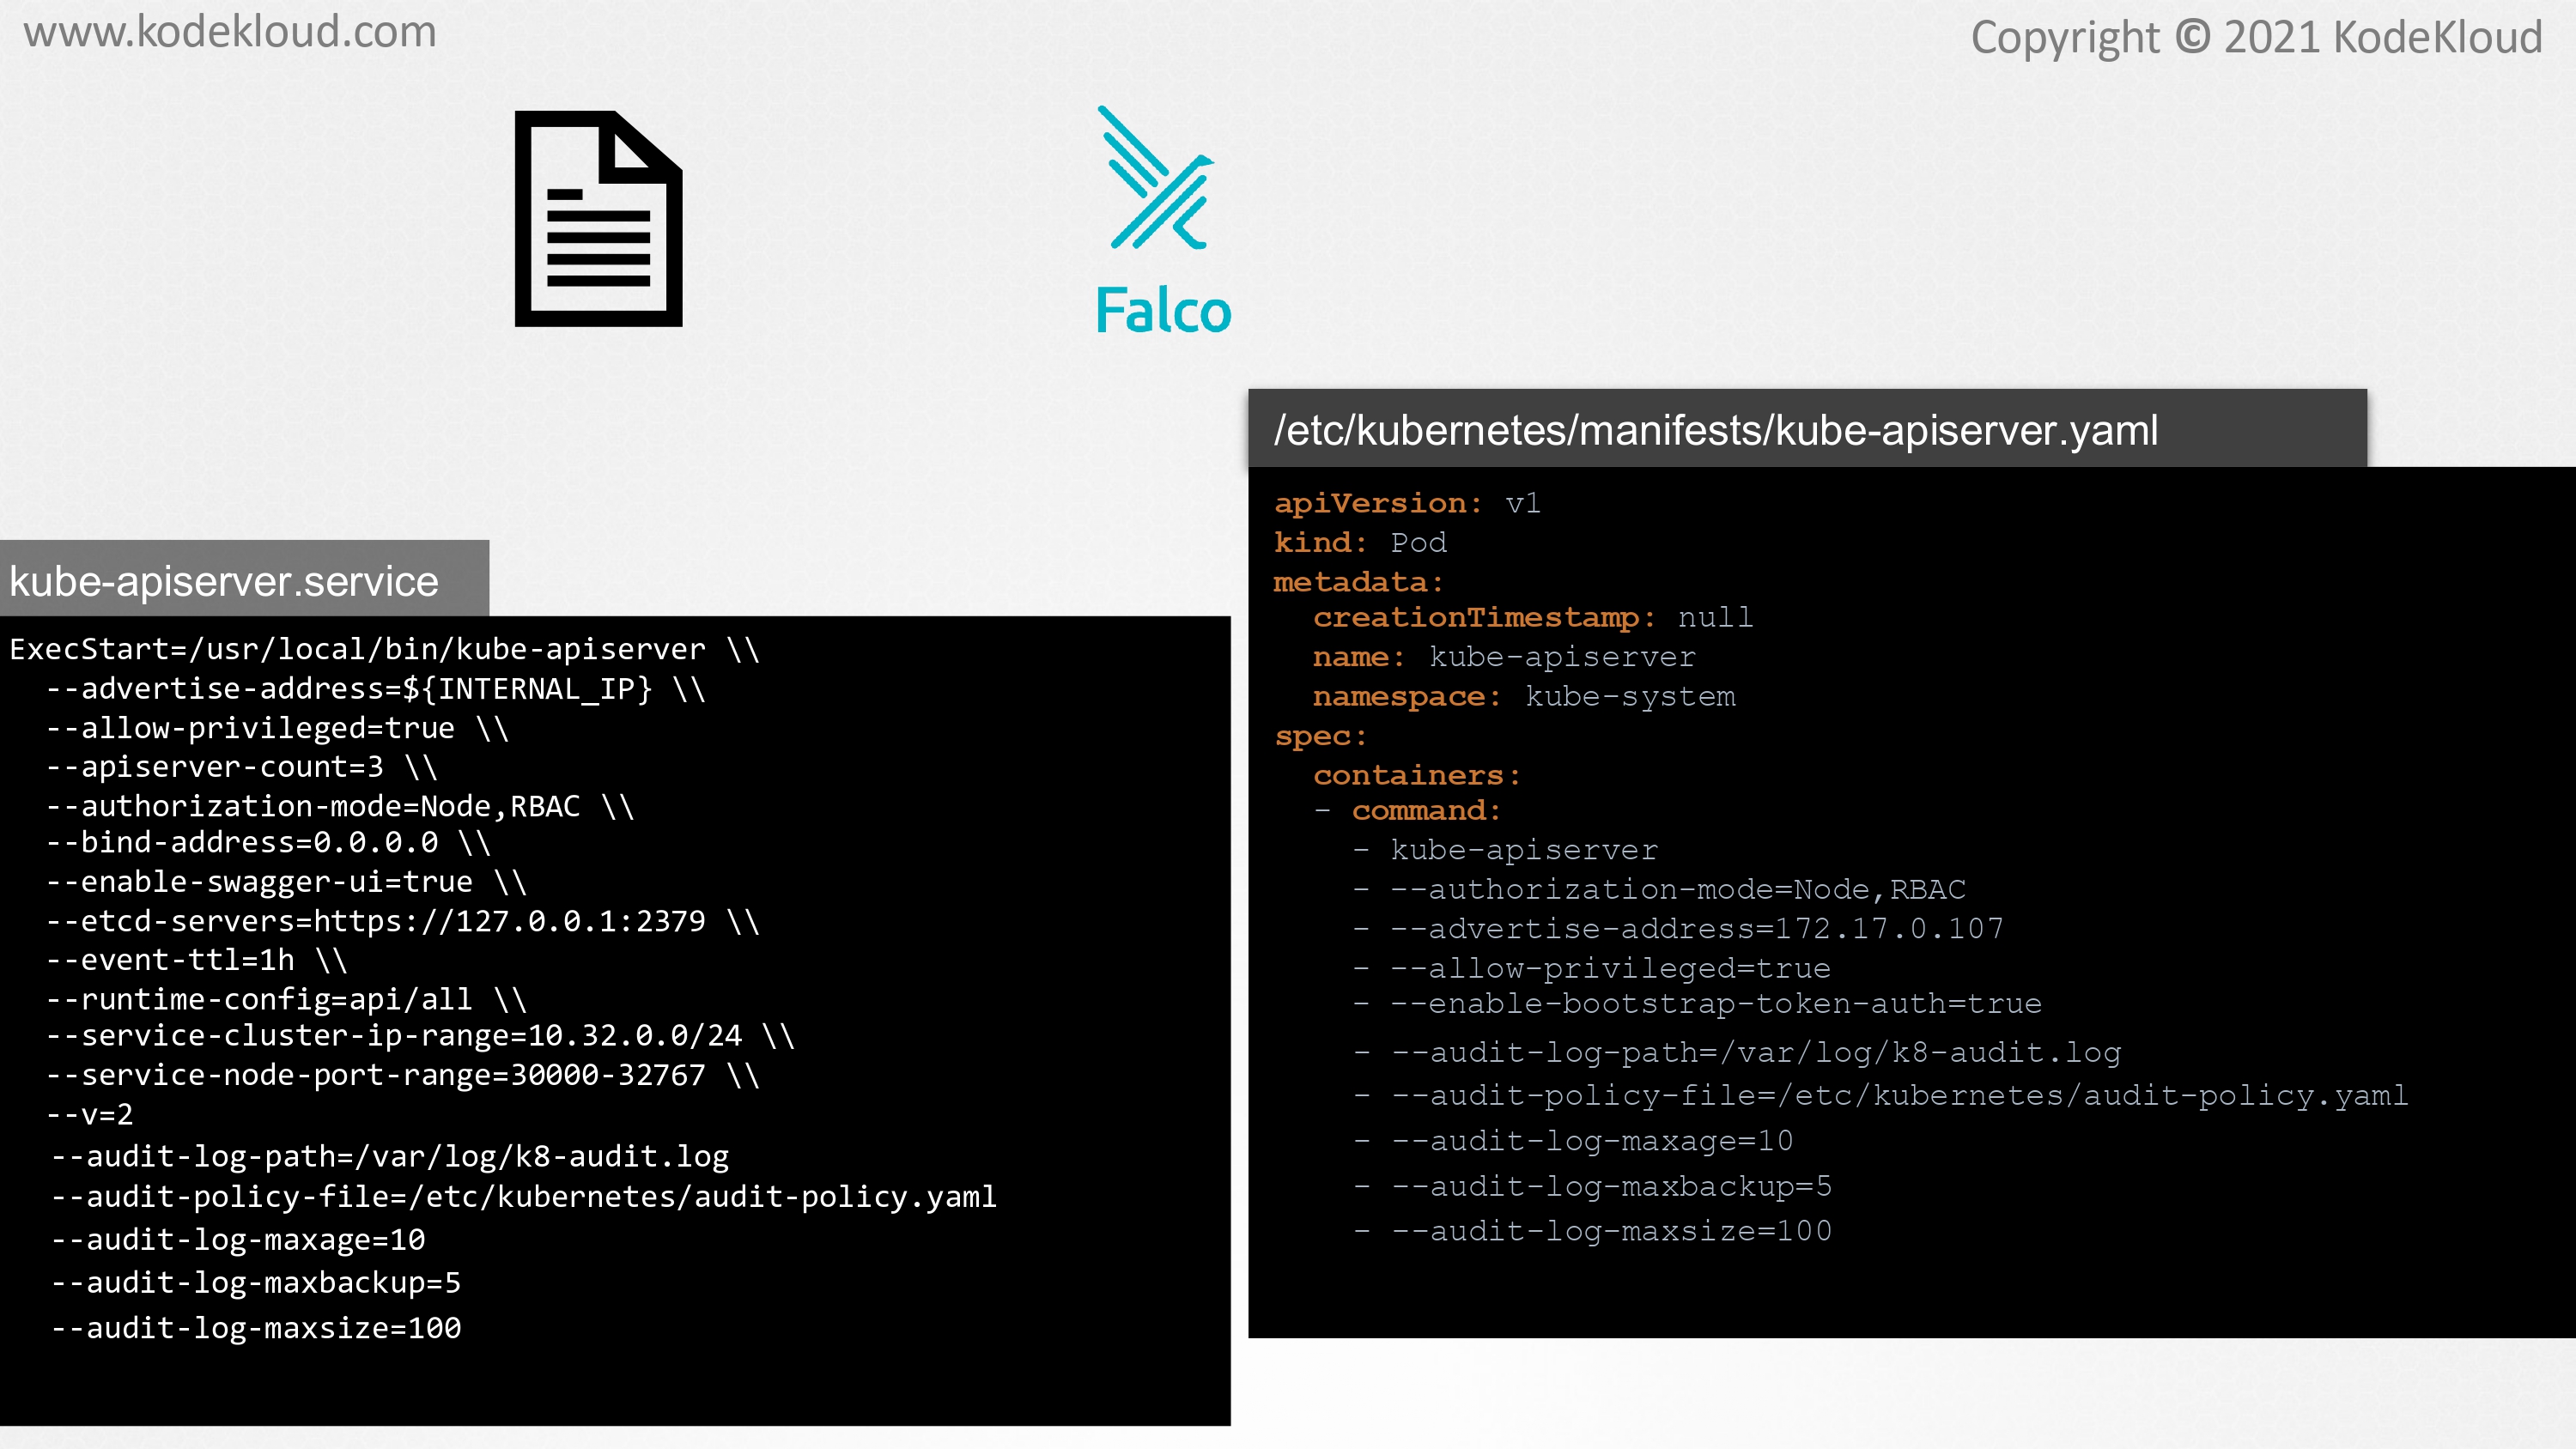 www.kodekloud.com
Copyright © 2021 KodeKloud
Falco
kube-apiserver.service
ExecStart=/usr/local/bin/kube-apiserver \\
--advertise-address=${INTERNAL_IP} \\
--allow-privileged=true \\
--apiserver-count=3 \\
--authorization-mode=Node,RBAC \\
--bind-address=0.0.0.0 \\
--enable-swagger-ui=true \\
--etcd-servers=https://127.0.0.1:2379 \\
--event-ttl=1h \\
--runtime-config=api/all \\
--service-cluster-ip-range=10.32.0.0/24 \\
--service-node-port-range=30000-32767 \\
--v=2
--audit-log-path=/var/log/k8-audit.log
--audit-policy-file=/etc/kubernetes/audit-policy.yaml
--audit-log-maxage=10
--audit-log-maxbackup=5
--audit-log-maxsize=100
/etc/kubernetes/manifests/kube-apiserver.yaml
apiVersion: v1
kind: Pod
metadata:
creationTimestamp: null
name: kube-apiserver
namespace: kube-system
spec:
containers:
- command:
- kube-apiserver
- --authorization-mode=Node,RBAC
- --advertise-address=172.17.0.107
- --allow-privileged=true
- --enable-bootstrap-token-auth=true
- --audit-log-path=/var/log/k8-audit.log
- --audit-policy-file=/etc/kubernetes/audit-policy.yaml
- --audit-log-maxage=10
- --audit-log-maxbackup=5
- --audit-log-maxsize=100